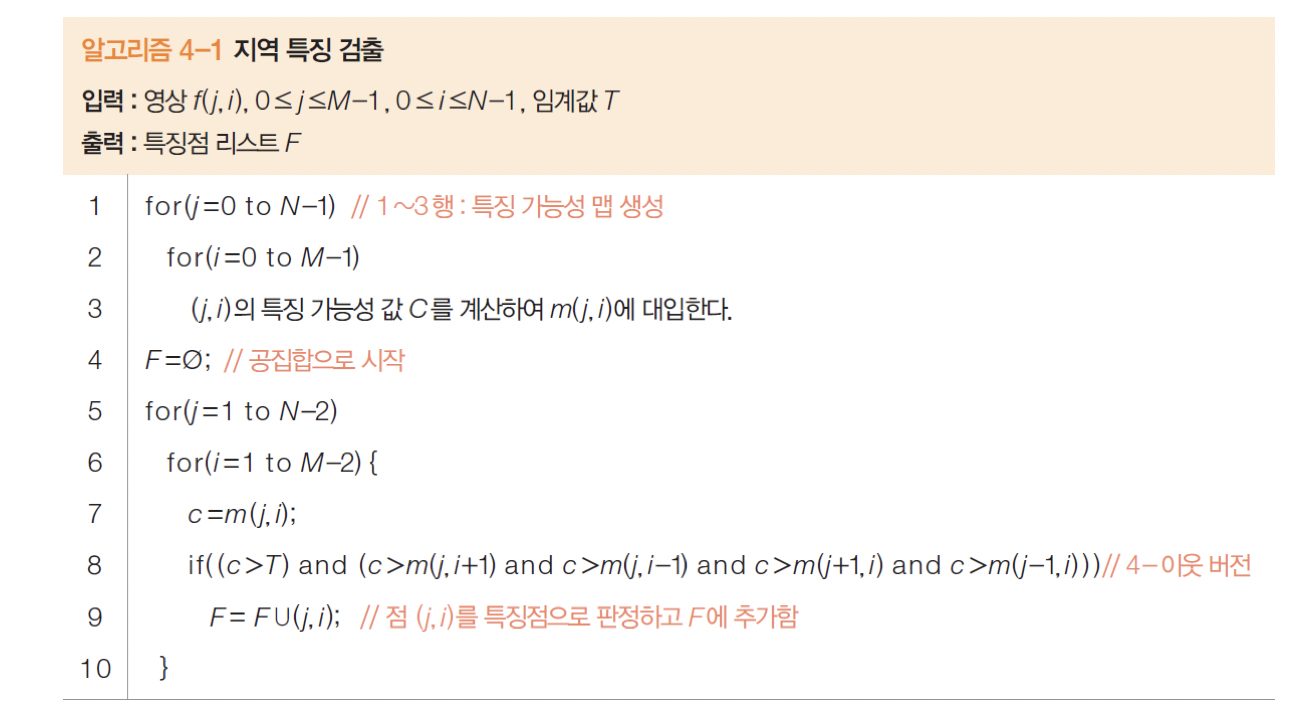 알고리즘 4-1 지역 특징 검출
입력 : 영상 f(j, i), 0≤j≤M-1, 0≤i≤N-1, 임계값 T
출력 : 특징점 리스트 F
1 for(j=0 to N-1) // 1~3행 : 특징 가능성 맵 생성
2 for(i=0 to M-1)
3 (j, i)의 특징 가능성 값 C를 계산하여 m(j, i)에 대입한다.
4 F=∅; // 공집합으로 시작
5 for(j=1 to N-2)
6 for(i=1 to M-2) {
7 c=m(j, i);
8 if((c>T) and (c>m(j, i+1) and c>m(j, i-1) and c>m(j+1, i) and c>m(j-1, i)))// 4-이웃 버전
9 F= F∪(j, i); // 점 (j, i)를 특징점으로 판정하고 F에 추가함
10 }